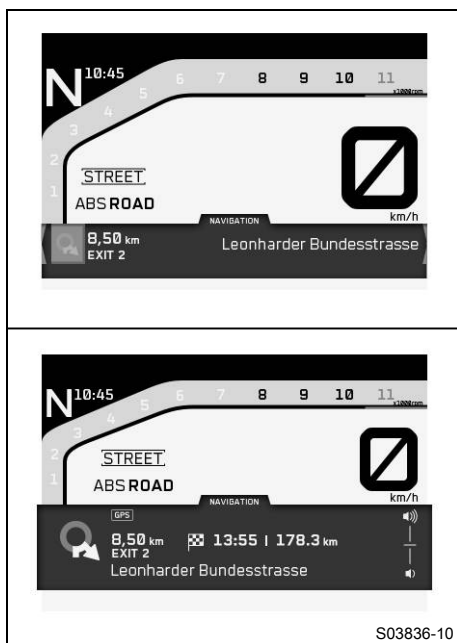 10:45
N
1 2 3 4 5 6 7 8 9 10 11
x1000rpm
STREET
ABS ROAD
0
km/h
NAVIGATION
8,50 km
EXIT 2
Leonharder Bundesstrasse
10:45
N
1 2 3 4 5 6 7 8 9 10 11
x1000rpm
STREET
ABS ROAD
0
km/h
NAVIGATION
GPS
8,50 km 13:55 | 178.3 km
EXIT 2
Leonharder Bundesstrasse
S03836-10